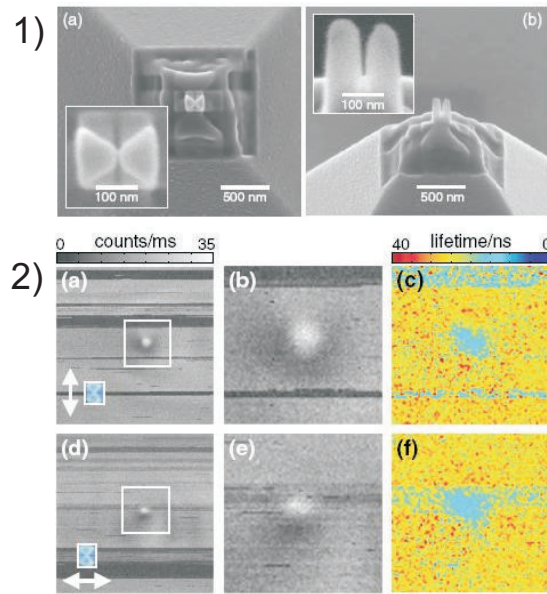 1)
(a)
100 nm
500 nm
(b)
100 nm
500 nm
0 counts/ms 35
40 lifetime/ns 0
2)
(a)
(b)
(c)
(d)
(e)
(f)